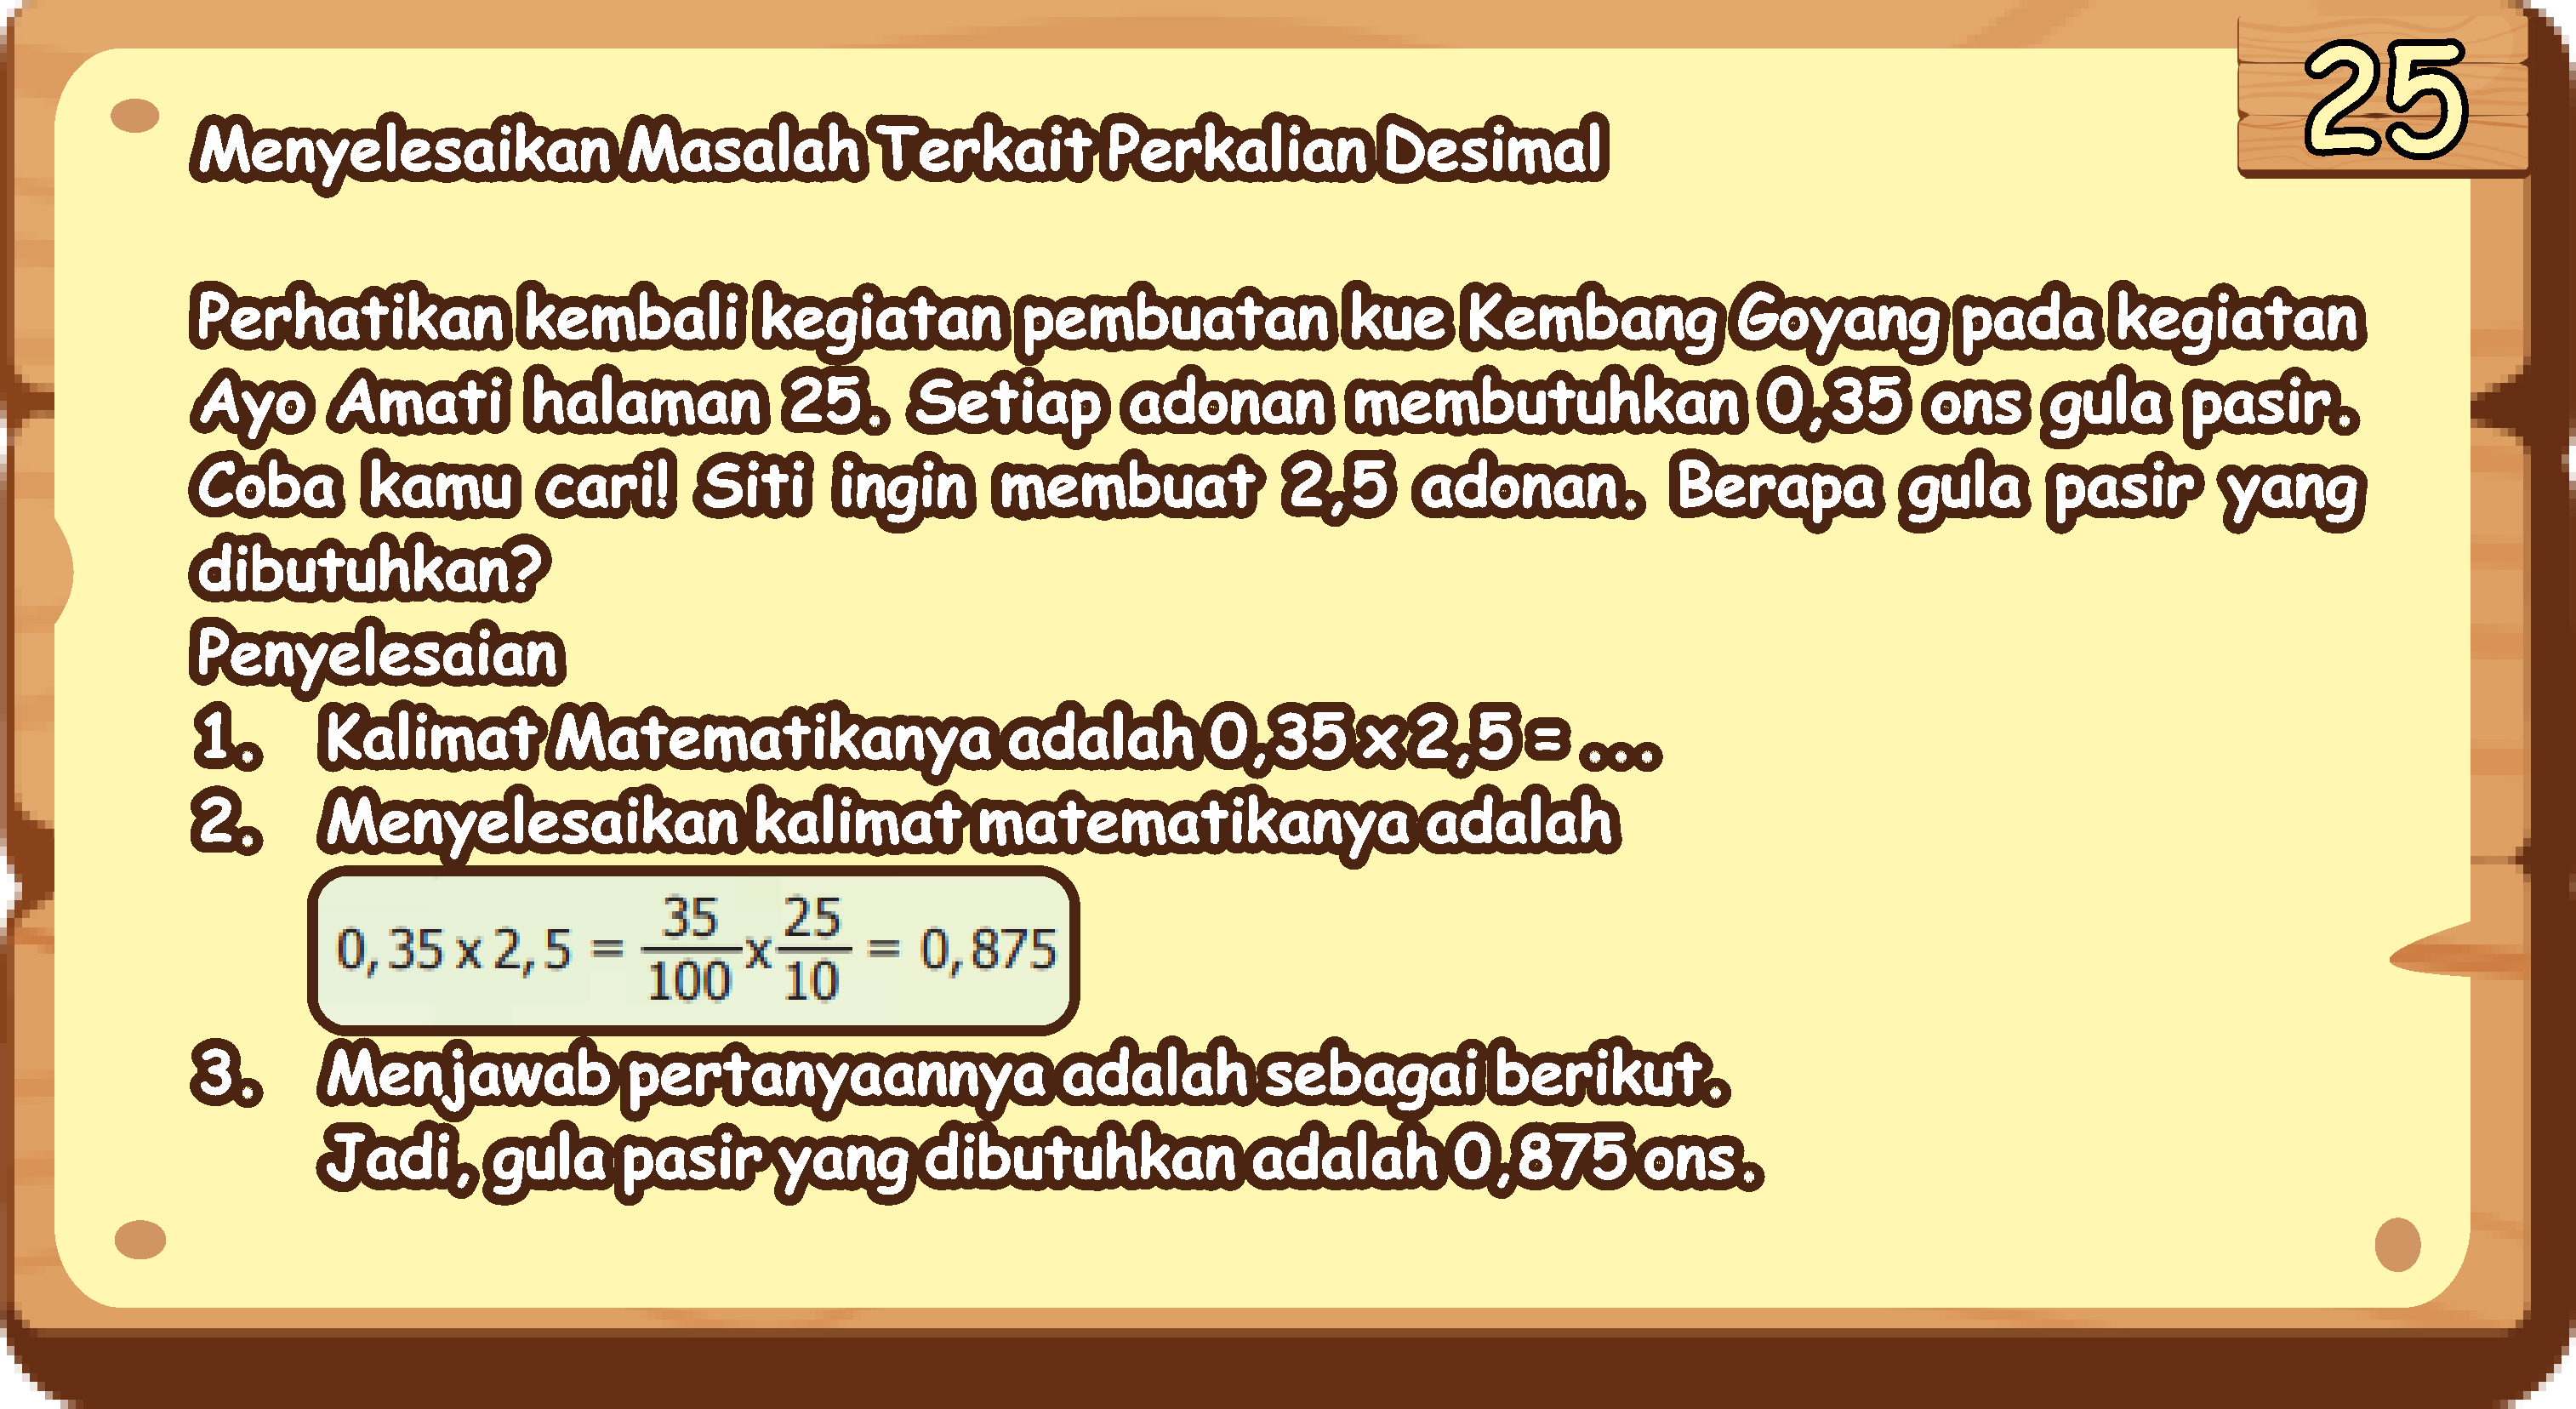 25
Menyelesaikan Masalah Terkait Perkalian Desimal
Perhatikan kembali kegiatan pembuatan kue Kembang Goyang pada kegiatan
Ayo Amati halaman 25. Setiap adonan membutuhkan 0,35 ons gula pasir.
Coba kamu cari! Siti ingin membuat 2,5 adonan. Berapa gula pasir yang
dibutuhkan?
Penyelesaian
1. Kalimat Matematikanya adalah 0,35 x 2,5 = ...
2. Menyelesaikan kalimat matematikanya adalah
0,35 x 2,5 = 35/100 x 25/10 = 0,875
3. Menjawab pertanyaannya adalah sebagai berikut.
Jadi, gula pasir yang dibutuhkan adalah 0,875 ons.